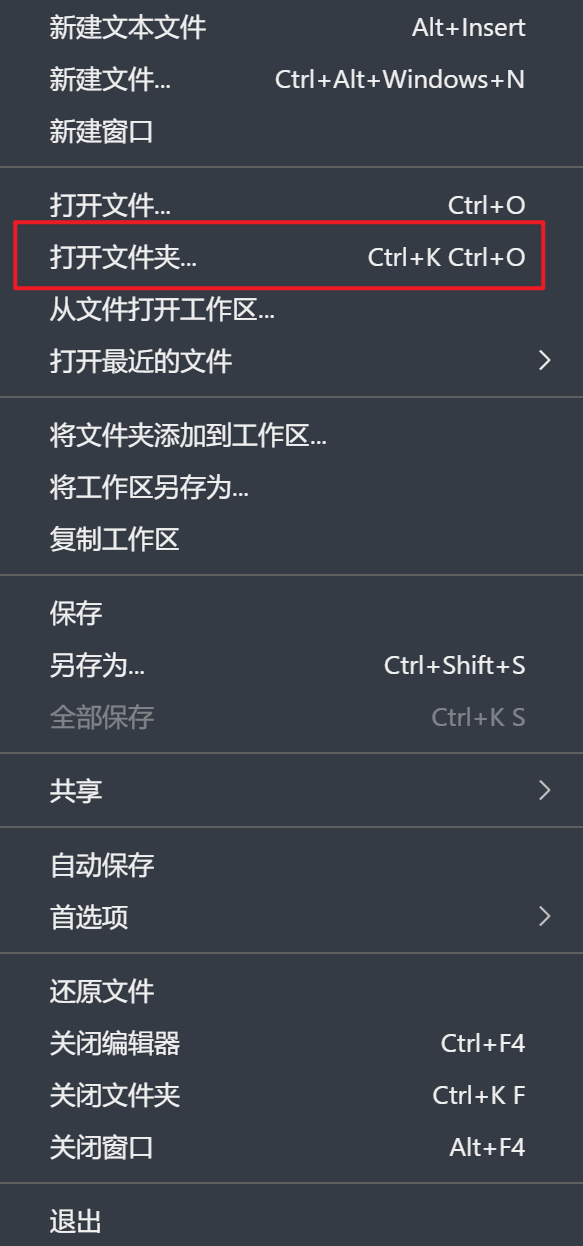 新建文本文件 Alt+Insert
新建文件... Ctrl+Alt+Windows+N
新建窗口
打开文件... Ctrl+O
打开文件夹... Ctrl+K Ctrl+O
从文件打开工作区...
打开最近的文件
将文件夹添加到工作区...
将工作区另存为...
复制工作区
保存
另存为... Ctrl+Shift+S
全部保存 Ctrl+K S
共享
自动保存
首选项
还原文件
关闭编辑器 Ctrl+F4
关闭文件夹 Ctrl+K F
关闭窗口 Alt+F4
退出